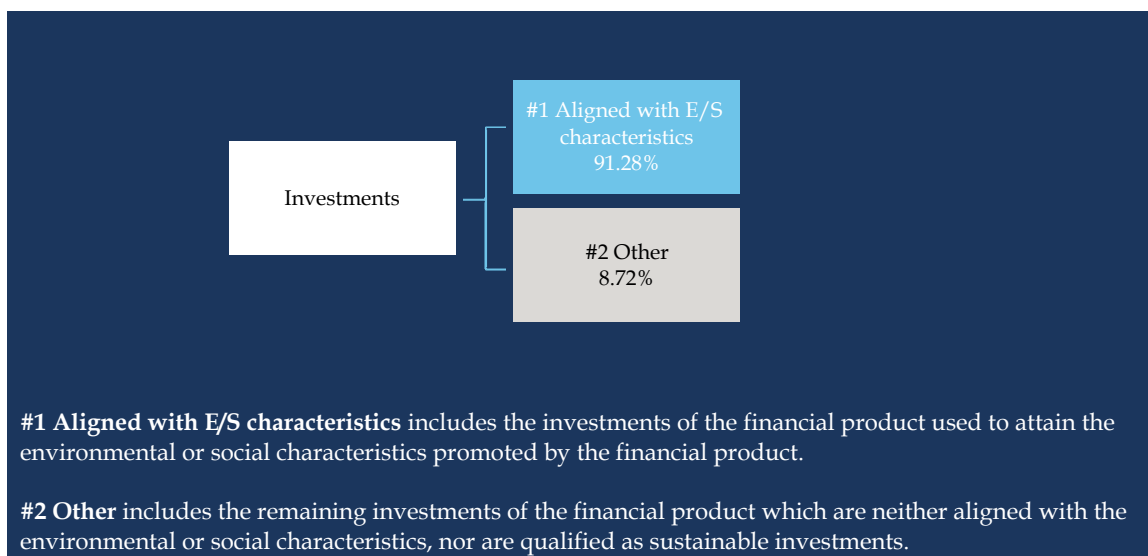 #1 Aligned with E/S
characteristics
91.28%
Investments
#2 Other
8.72%
#1 Aligned with E/S characteristics includes the investments of the financial product used to attain the
environmental or social characteristics promoted by the financial product.
#2 Other includes the remaining investments of the financial product which are neither aligned with the
environmental or social characteristics, nor are qualified as sustainable investments.